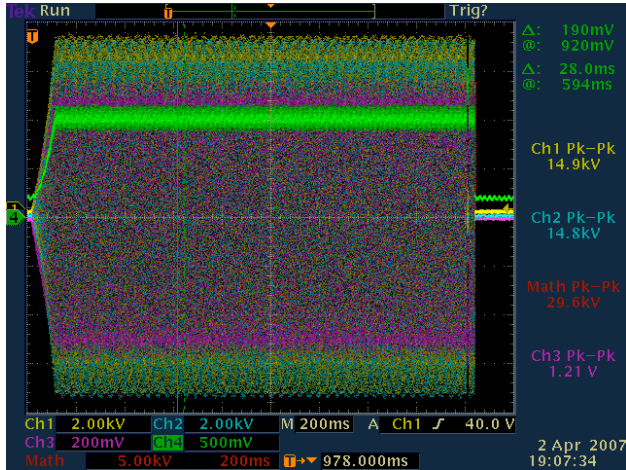 Tek Run Trig?
T
T
Δ: 190mV
@: 920mV
Δ: 28.0ms
@: 594ms
Ch1 Pk-Pk
14.9kV
1
4
Ch2 Pk-Pk
14.8kV
Math Pk-Pk
29.6kV
Ch3 Pk-Pk
1.21 V
Ch1 2.00kV Ch2 2.00kV M 200ms A Ch1 ƒ 40.0 V
Ch3 200mV Ch4 500mV
Math 5.00kV 200ms T 978.000ms
2 Apr 2007
19:07:34